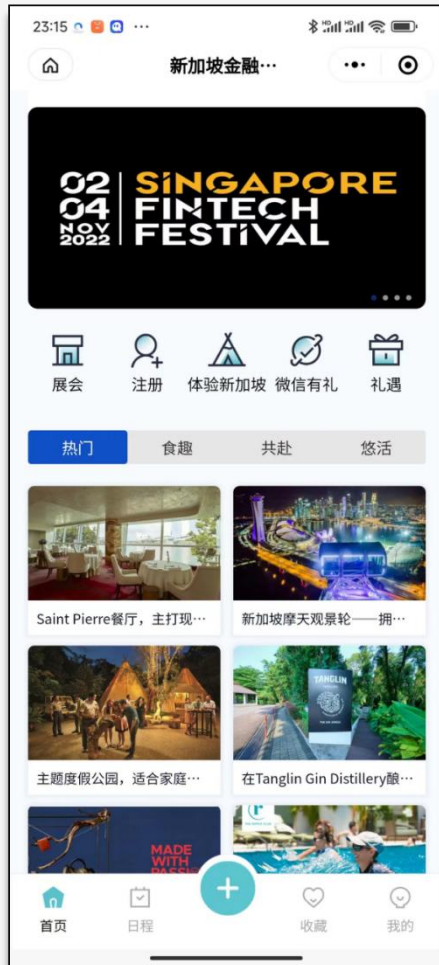 23:15
HD HD
新加坡金融…
02 04 NOV 2022
SINGAPORE FINTECH FESTIVAL
展会 注册 体验新加坡 微信有礼 礼遇
热门 食趣 共赴 悠活
Saint Pierre餐厅，主打现…
新加坡摩天观景轮——拥…
TANGLIN
主题度假公园，适合家庭…
在Tanglin Gin Distillery酿…
MADE
WITH
首页 日程 收藏 我的